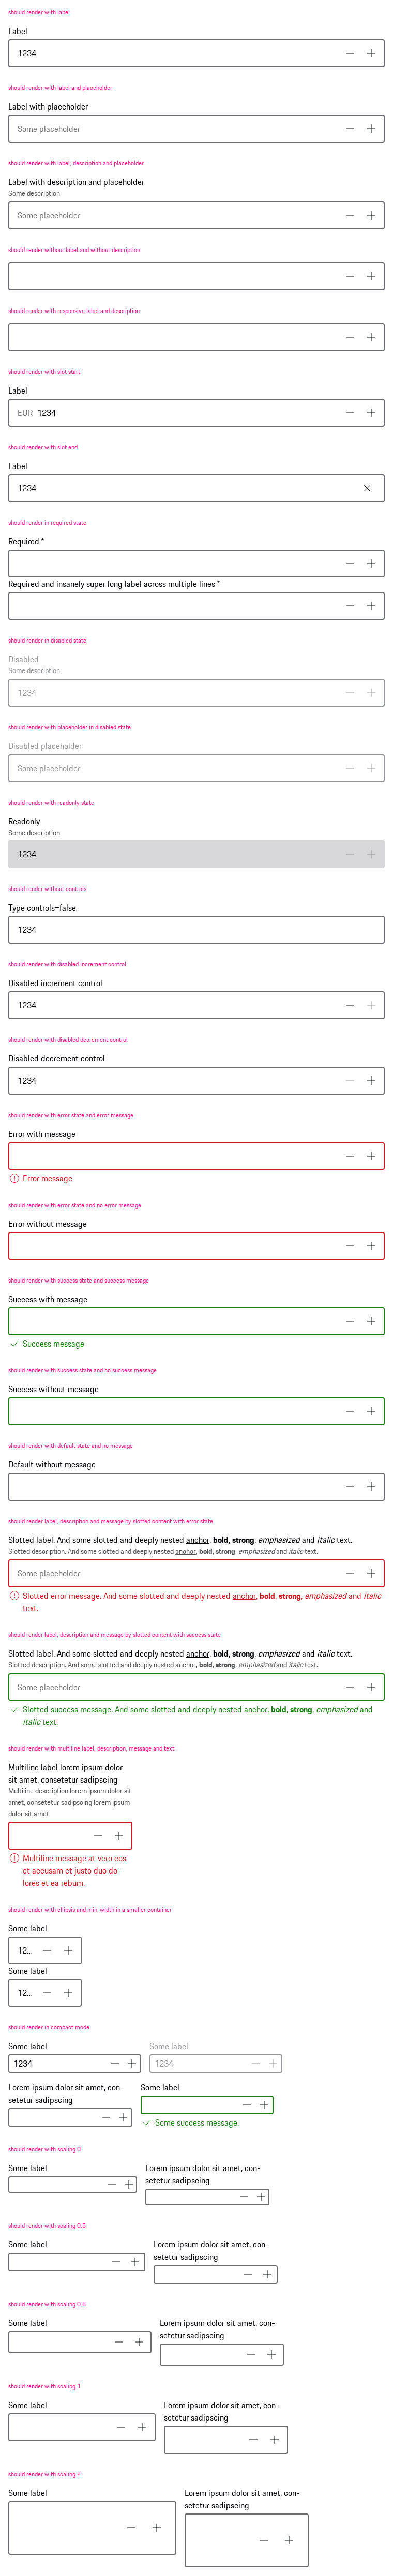 should render with label
Label
1234
should render with label and placeholder
Label with placeholder
Some placeholder
should render with label, description and placeholder
Label with description and placeholder
Some description
Some placeholder
should render without label and without description
should render with responsive label and description
should render with slot start
Label
EUR 1234
should render with slot end
Label
1234
should render in required state
Required *
Required and insanely super long label across multiple lines *
should render in disabled state
Disabled
Some description
1234
should render with placeholder in disabled state
Disabled placeholder
Some placeholder
should render with readonly state
Readonly
Some description
1234
should render without controls
Type controls=false
1234
should render with disabled increment control
Disabled increment control
1234
should render with disabled decrement control
Disabled decrement control
1234
should render with error state and error message
Error with message
Error message
should render with error state and no error message
Error without message
should render with success state and success message
Success with message
Success message
should render with success state and no success message
Success without message
should render with default state and no message
Default without message
should render label, description and message by slotted content with error state
Slotted label. And some slotted and deeply nested anchor, bold, strong, emphasized and italic text.
Slotted description. And some slotted and deeply nested anchor, bold, strong, emphasized and italic text.
Some placeholder
Slotted error message. And some slotted and deeply nested anchor, bold, strong, emphasized and italic
text.
should render label, description and message by slotted content with success state
Slotted label. And some slotted and deeply nested anchor, bold, strong, emphasized and italic text.
Slotted description. And some slotted and deeply nested anchor, bold, strong, emphasized and italic text.
Some placeholder
Slotted success message. And some slotted and deeply nested anchor, bold, strong, emphasized and
italic text.
should render with multiline label, description, message and text
Multiline label lorem ipsum dolor
sit amet, consetetur sadipscing
Multiline description lorem ipsum dolor sit
amet, consetetur sadipscing lorem ipsum
dolor sit amet
Multiline message at vero eos
et accusam et justo duo do-
lores et ea rebum.
should render with ellipsis and min-width in a smaller container
Some label
12...
Some label
12...
should render in compact mode
Some label
1234
Some label
1234
Lorem ipsum dolor sit amet, con-
setetur sadipscing
Some label
Some success message.
should render with scaling 0
Some label
Lorem ipsum dolor sit amet, con-
setetur sadipscing
should render with scaling 0.5
Some label
Lorem ipsum dolor sit amet, con-
setetur sadipscing
should render with scaling 0.8
Some label
Lorem ipsum dolor sit amet, con-
setetur sadipscing
should render with scaling 1
Some label
Lorem ipsum dolor sit amet, con-
setetur sadipscing
should render with scaling 2
Some label
Lorem ipsum dolor sit amet, con-
setetur sadipscing